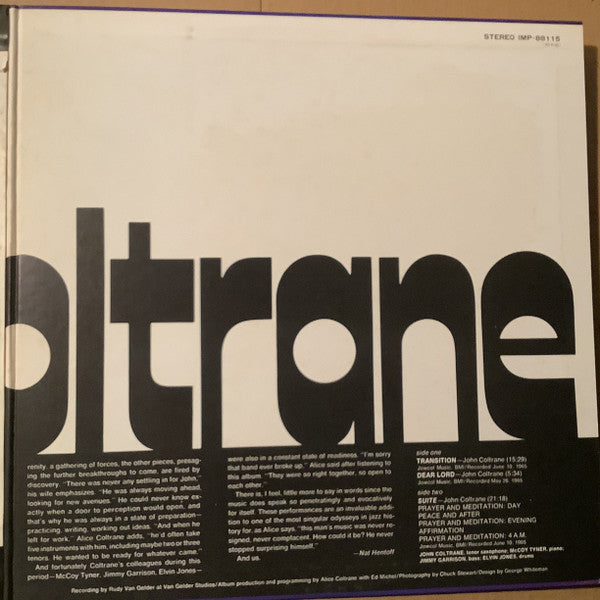 STEREO IMP-88115
oltrane
renity, a gathering of forces, the other pieces, presag-
ing the further breakthroughs to come, are fired by
discovery. "There was never any settling in for John,"
his wife emphasizes. "He was always moving ahead,
looking for new avenues." He could never know ex-
actly when a door to perception would open, and
that's why he was always in a state of preparation—
practicing, writing, working out ideas. "And when he
left for work," Alice Coltrane adds, "he'd often take
five instruments with him, including maybe two or three
tenors. He wanted to be ready for whatever came."
And fortunately Coltrane's colleagues during this
period—McCoy Tyner, Jimmy Garrison, Elvin Jones—
were also in a constant state of readiness. "I'm sorry
that band ever broke up," Alice said after listening to
this album. "They were so right together, so open to
each other."
There is, I feel, little more to say in words since the
music does speak so penetratingly and evocatively
for itself. These performances are an invaluable addi-
tion to one of the most singular odysseys in jazz his-
tory for, as Alice says, "this man's music was never re-
signed, never complacent. How could it be? He never
stopped surprising himself."
And us.
—Nat Hentoff
side one
TRANSITION—John Coltrane (15:29)
Jowcol Music, BMI/Recorded June 10, 1965
DEAR LORD—John Coltrane (5:34)
Jowcol Music, BMI/Recorded May 26, 1965
side two
SUITE—John Coltrane (21:18)
PRAYER AND MEDITATION: DAY
PEACE AND AFTER
PRAYER AND MEDITATION: EVENING
AFFIRMATION
PRAYER AND MEDITATION: 4 A.M.
Jowcol Music, BMI/Recorded June 10, 1965
JOHN COLTRANE, tenor saxophone; McCOY TYNER, piano;
JIMMY GARRISON, bass; ELVIN JONES, drums
Recording by Rudy Van Gelder at Van Gelder Studios/Album production and programming by Alice Coltrane with Ed Michel/Photography by Chuck Stewart/Design by George Whiteman